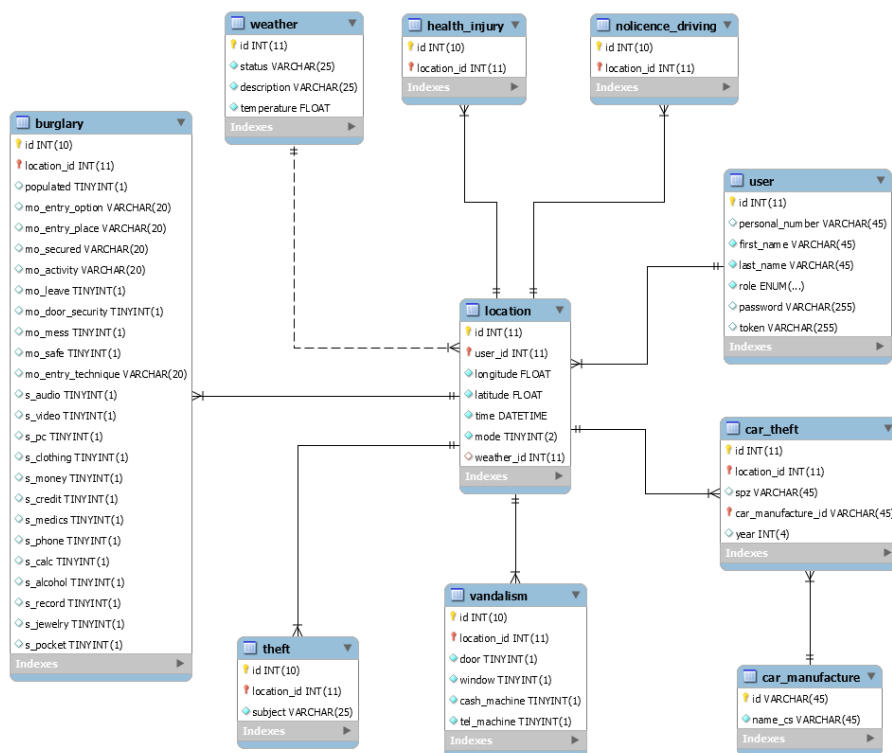 weather
id INT(11)
status VARCHAR(25)
description VARCHAR(25)
temperature FLOAT
Indexes
health_injury
id INT(10)
location_id INT(11)
Indexes
nolicence_driving
id INT(10)
location_id INT(11)
Indexes
burglary
id INT(10)
location_id INT(11)
populated TINYINT(1)
mo_entry_option VARCHAR(20)
mo_entry_place VARCHAR(20)
mo_secured VARCHAR(20)
mo_activity VARCHAR(20)
mo_leave TINYINT(1)
mo_door_security TINYINT(1)
mo_mess TINYINT(1)
mo_safe TINYINT(1)
mo_entry_technique VARCHAR(20)
s_audio TINYINT(1)
s_video TINYINT(1)
s_pc TINYINT(1)
s_clothing TINYINT(1)
s_money TINYINT(1)
s_credit TINYINT(1)
s_medics TINYINT(1)
s_phone TINYINT(1)
s_calc TINYINT(1)
s_alcohol TINYINT(1)
s_record TINYINT(1)
s_jewelry TINYINT(1)
s_pocket TINYINT(1)
Indexes
user
id INT(11)
personal_number VARCHAR(45)
first_name VARCHAR(45)
last_name VARCHAR(45)
role ENUM(...)
password VARCHAR(255)
token VARCHAR(255)
Indexes
location
id INT(11)
user_id INT(11)
longitude FLOAT
latitude FLOAT
time DATETIME
mode TINYINT(2)
weather_id INT(11)
Indexes
car_theft
id INT(11)
location_id INT(11)
spz VARCHAR(45)
car_manufacture_id VARCHAR(45)
year INT(4)
Indexes
vandalism
id INT(10)
location_id INT(11)
door TINYINT(1)
window TINYINT(1)
cash_machine TINYINT(1)
tel_machine TINYINT(1)
Indexes
theft
id INT(10)
location_id INT(11)
subject VARCHAR(25)
Indexes
car_manufacture
id VARCHAR(45)
name_cs VARCHAR(45)
Indexes